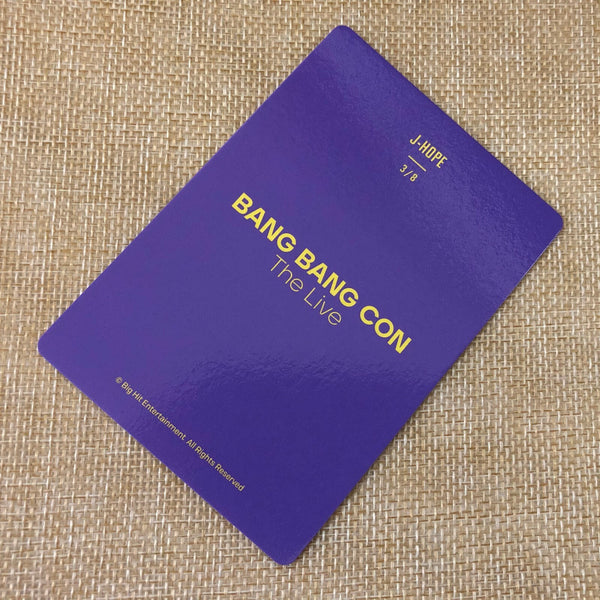 J-HOPE
3/8
BANG BANG CON
The Live
© Big Hit Entertainment. All Rights Reserved